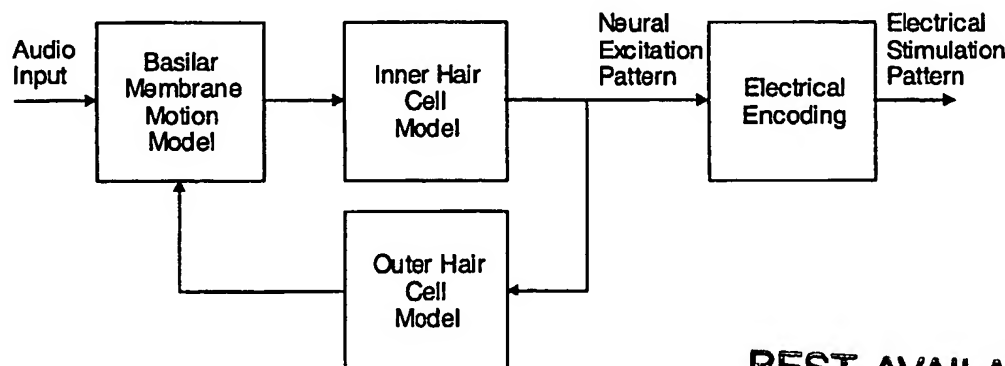 Audio
Input
Basilar
Membrane
Motion
Model
Inner Hair
Cell
Model
Neural
Excitation
Pattern
Electrical
Encoding
Electrical
Stimulation
Pattern
Outer Hair
Cell
Model
BEST